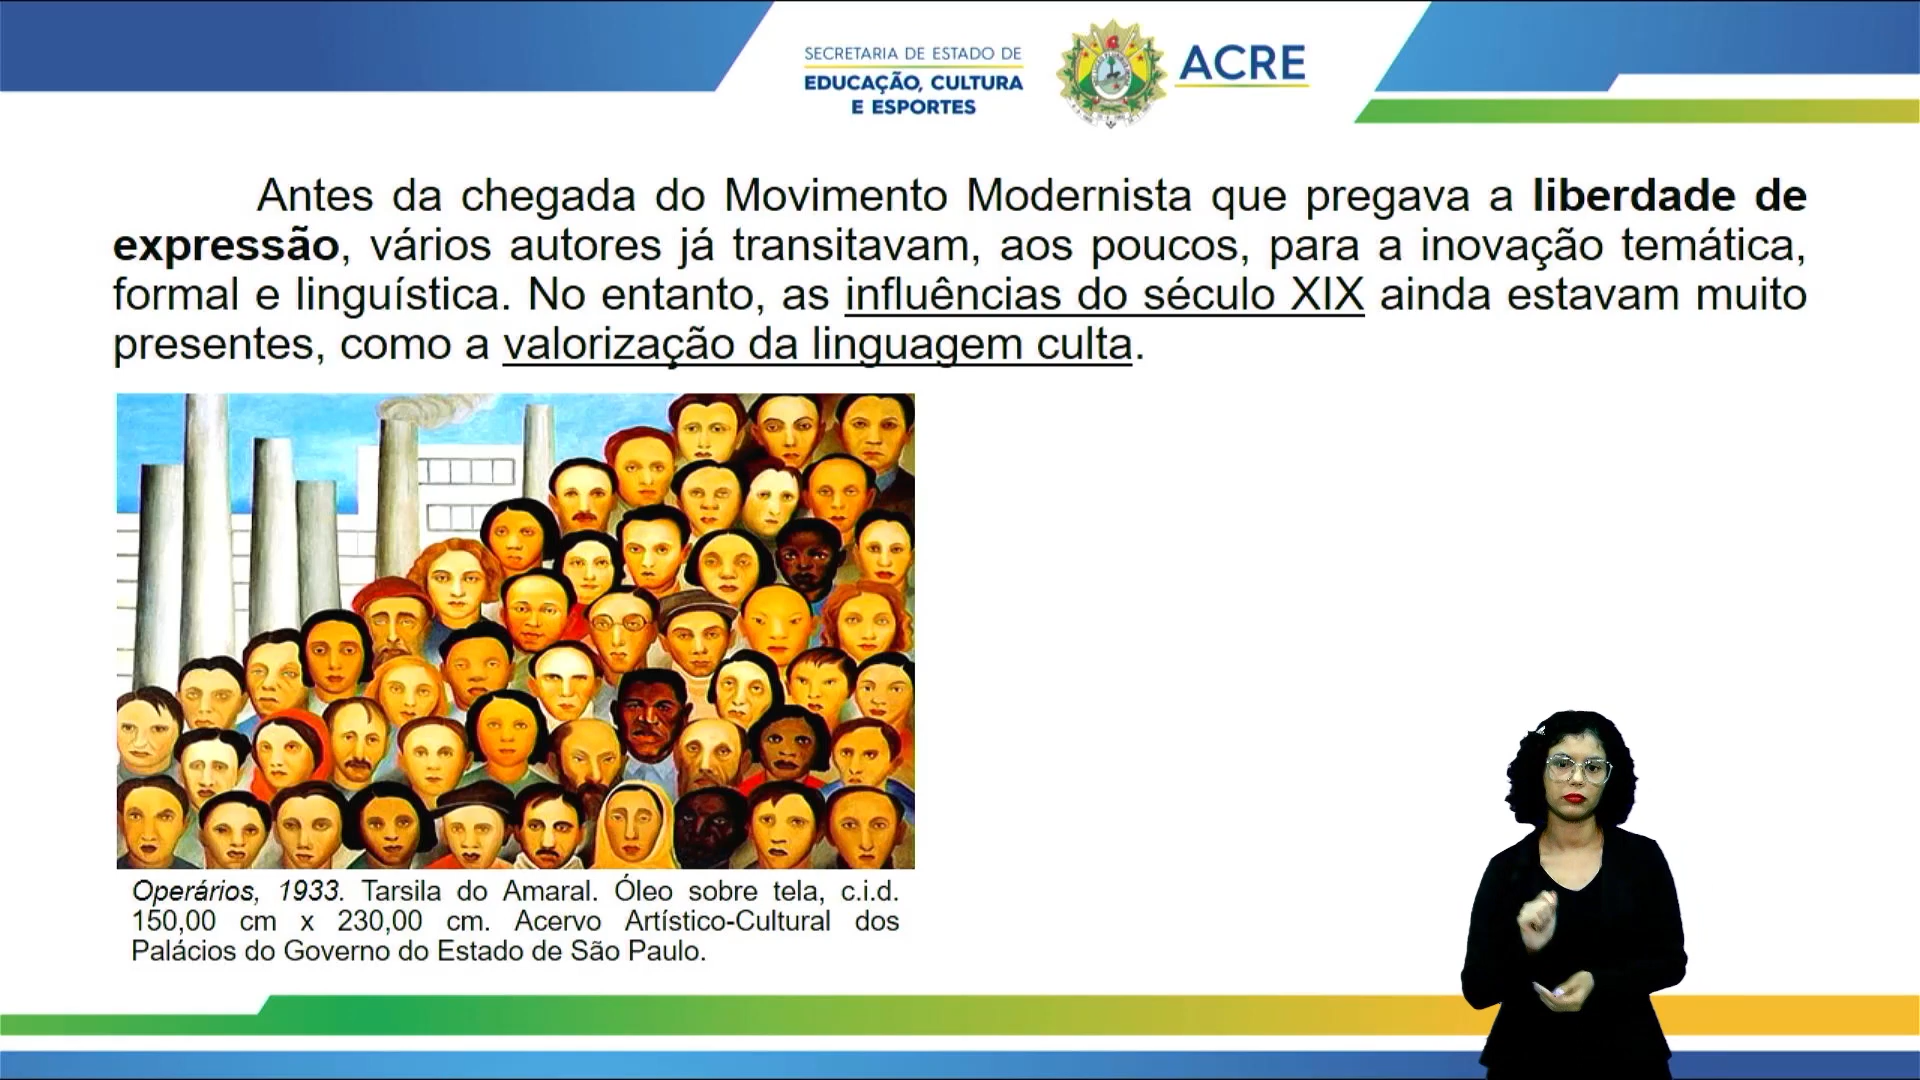 SECRETARIA DE ESTADO DE
EDUCAÇÃO, CULTURA
E ESPORTES
ACRE
Antes da chegada do Movimento Modernista que pregava a liberdade de
expressão, vários autores já transitavam, aos poucos, para a inovação temática,
formal e linguística. No entanto, as influências do século XIX ainda estavam muito
presentes, como a valorização da linguagem culta.
Operários, 1933. Tarsila do Amaral. Óleo sobre tela, c.i.d.
150,00 cm x 230,00 cm. Acervo Artístico-Cultural dos
Palácios do Governo do Estado de São Paulo.